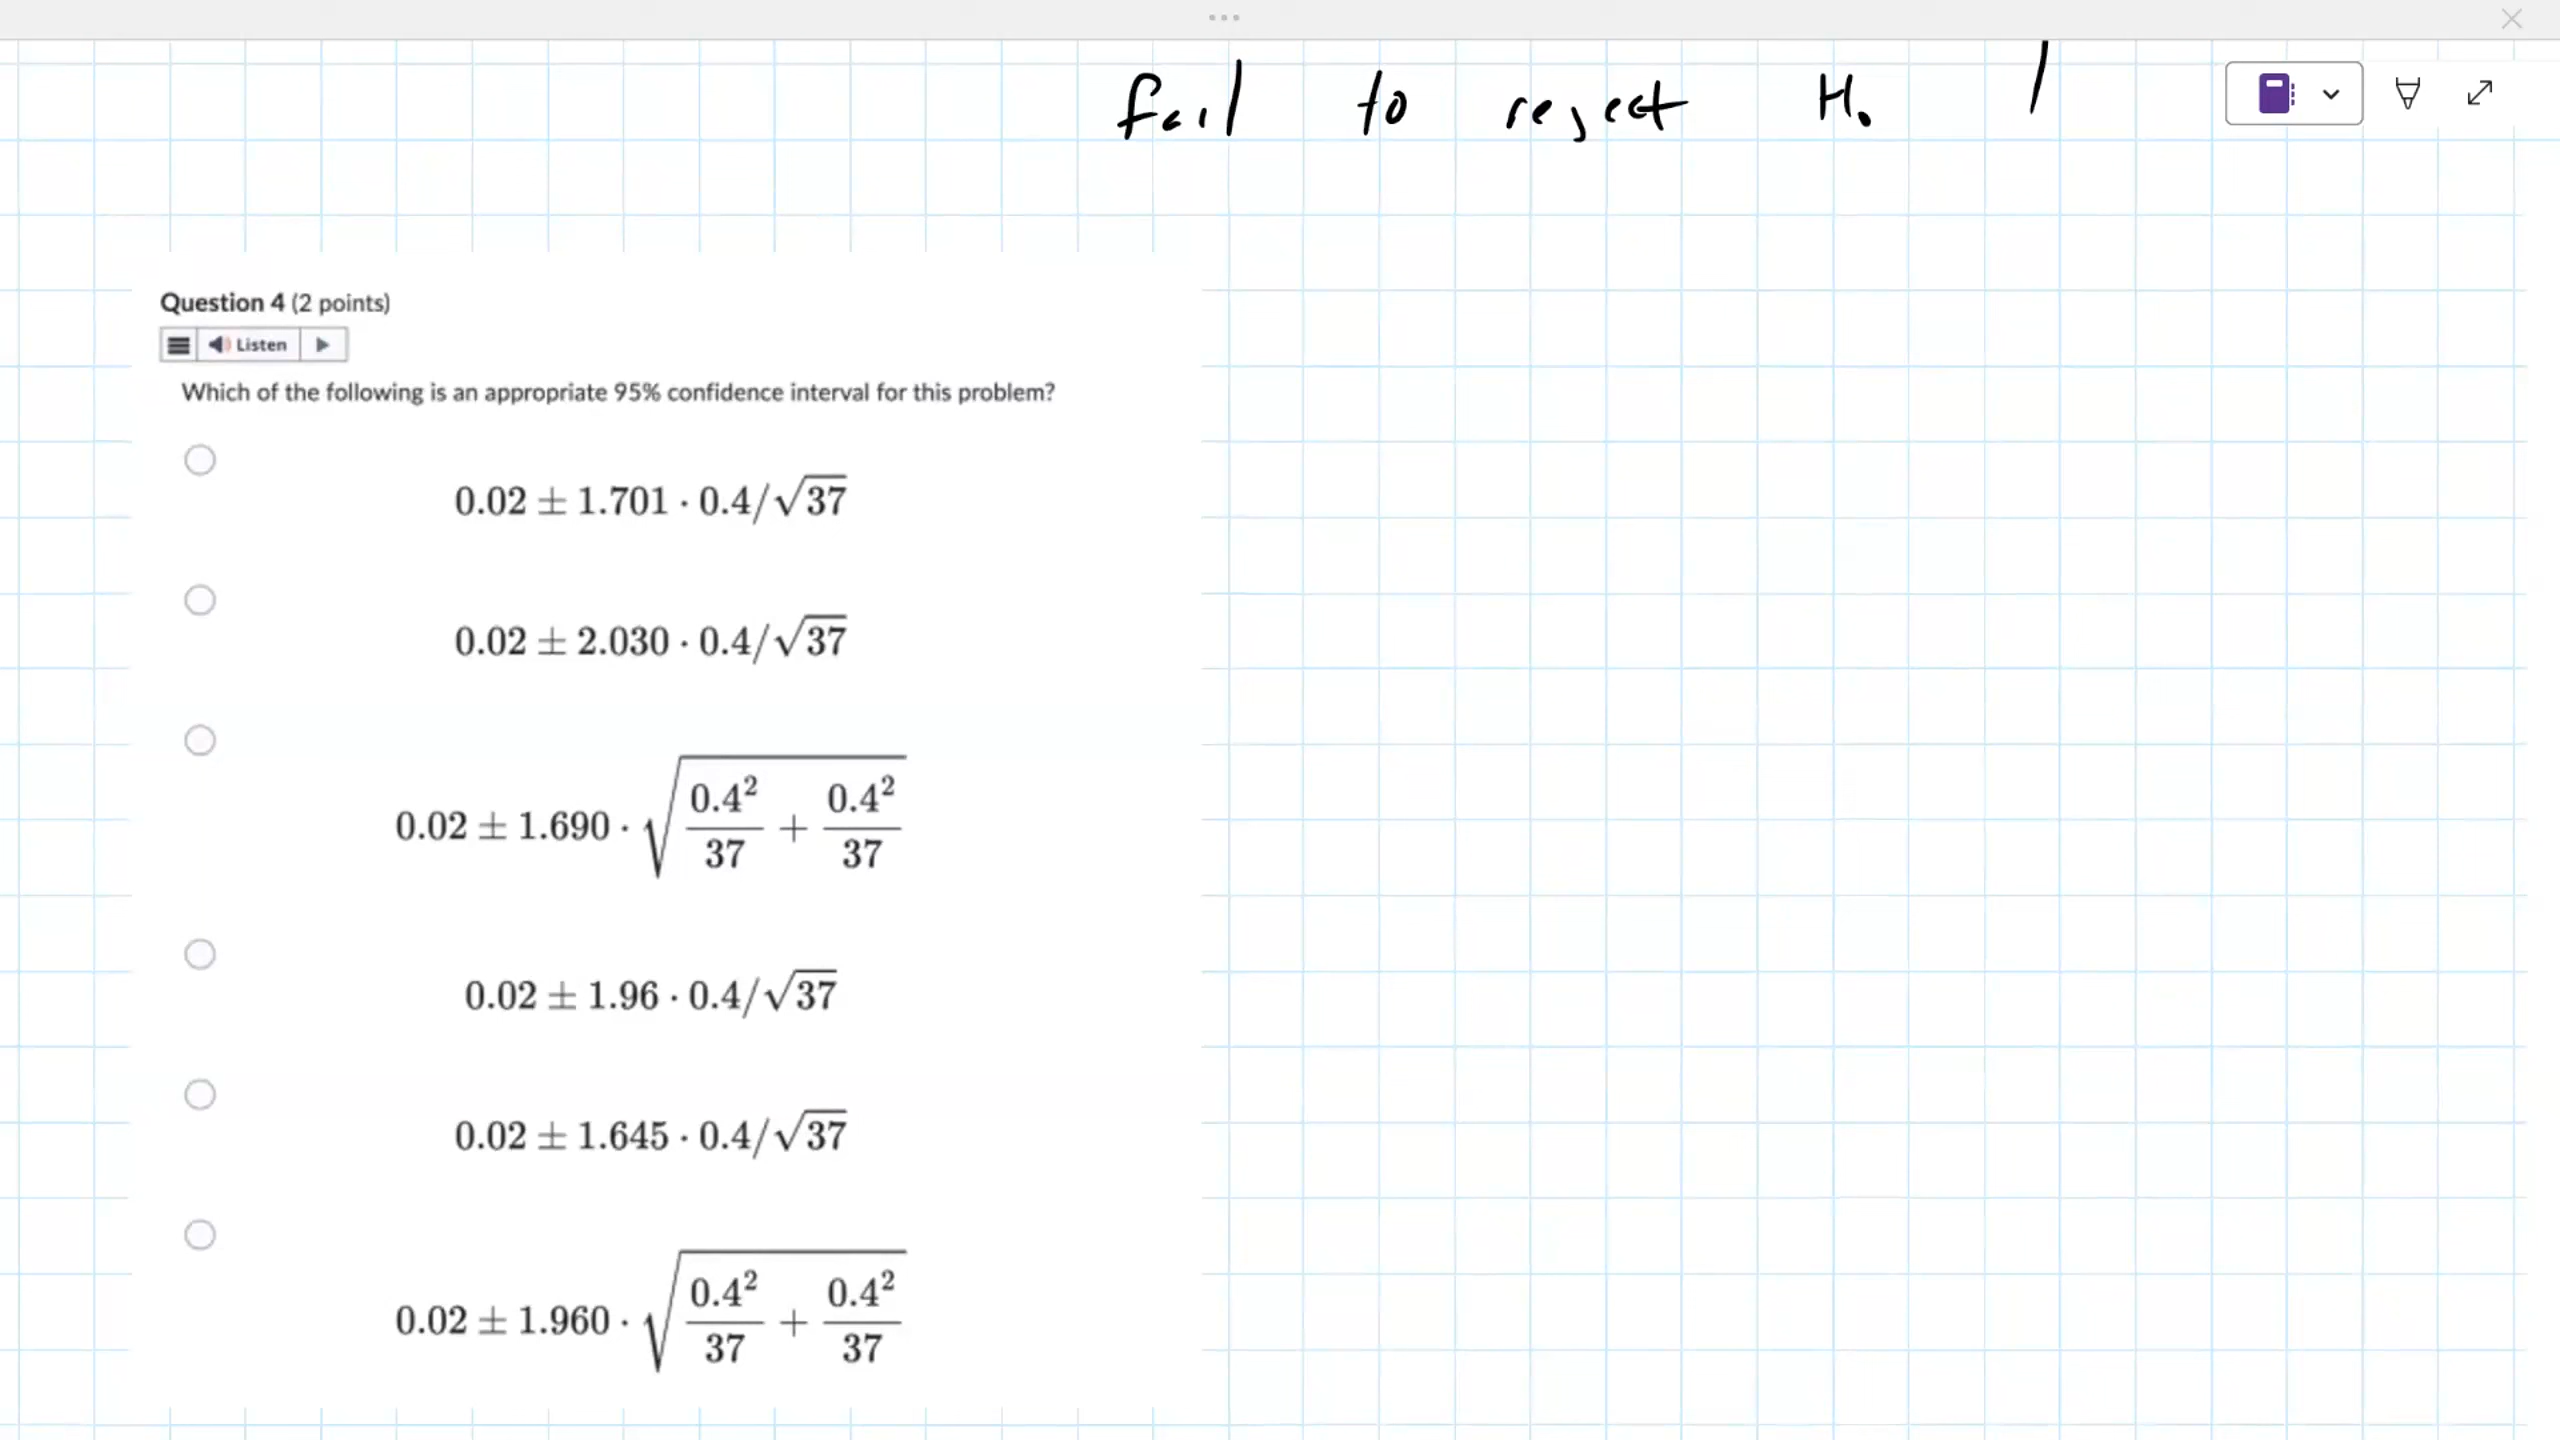 fail to reject H₀
Question 4 (2 points)
Listen
Which of the following is an appropriate 95% confidence interval for this problem?
0.02 ± 1.701 · 0.4/√37
0.02 ± 2.030 · 0.4/√37
0.02 ± 1.690 · √(0.4²/37 + 0.4²/37)
0.02 ± 1.96 · 0.4/√37
0.02 ± 1.645 · 0.4/√37
0.02 ± 1.960 · √(0.4²/37 + 0.4²/37)